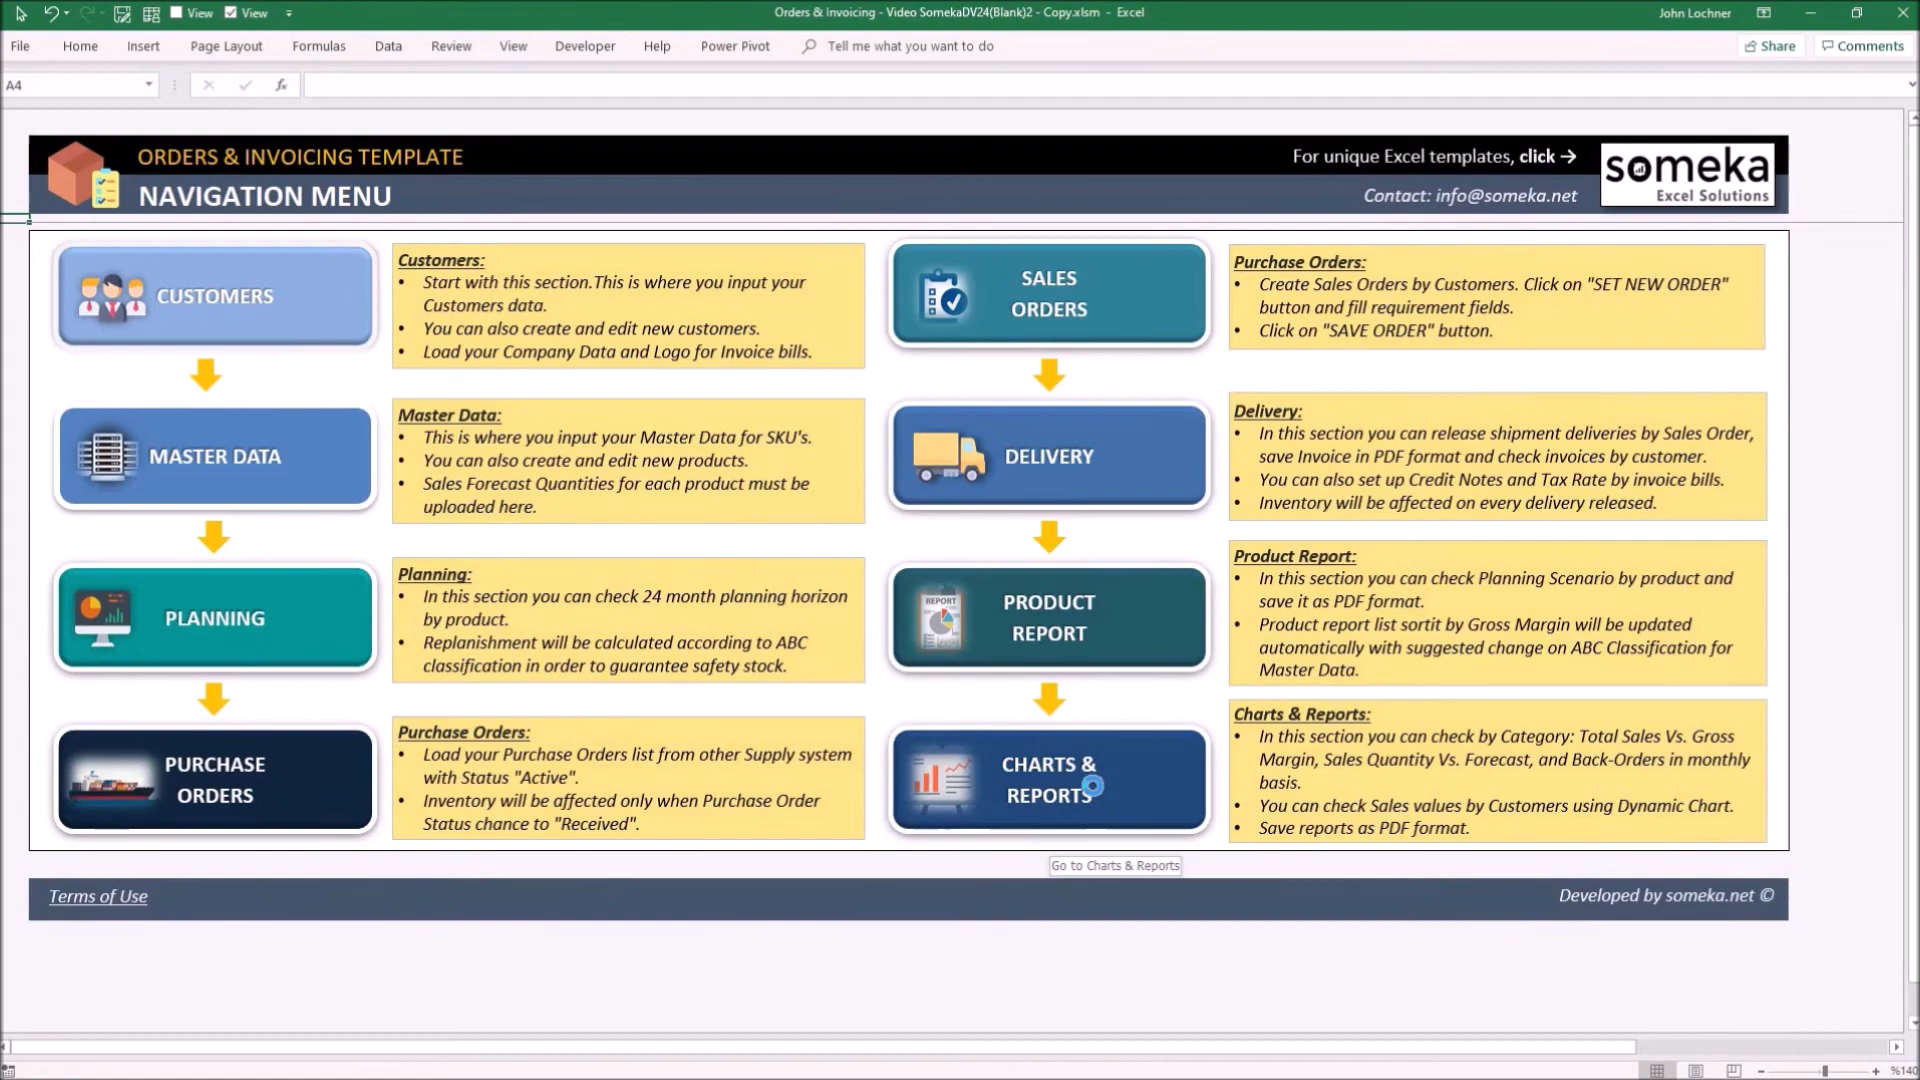 View View
Orders & Invoicing - Video SomekaDV24(Blank)2 - Copy.xlsm - Excel
John Lochner
File Home Insert Page Layout Formulas Data Review View Developer Help Power Pivot Tell me what you want to do Share Comments
A4 fx
ORDERS & INVOICING TEMPLATE
NAVIGATION MENU
For unique Excel templates, click →
Contact: info@someka.net
someka
Excel Solutions
CUSTOMERS
Customers:
• Start with this section.This is where you input your
Customers data.
• You can also create and edit new customers.
• Load your Company Data and Logo for Invoice bills.
MASTER DATA
Master Data:
• This is where you input your Master Data for SKU's.
• You can also create and edit new products.
• Sales Forecast Quantities for each product must be
uploaded here.
PLANNING
Planning:
• In this section you can check 24 month planning horizon
by product.
• Replanishment will be calculated according to ABC
classification in order to guarantee safety stock.
PURCHASE
ORDERS
Purchase Orders:
• Load your Purchase Orders list from other Supply system
with Status "Active".
• Inventory will be affected only when Purchase Order
Status chance to "Received".
SALES
ORDERS
Purchase Orders:
• Create Sales Orders by Customers. Click on "SET NEW ORDER"
button and fill requirement fields.
• Click on "SAVE ORDER" button.
DELIVERY
Delivery:
• In this section you can release shipment deliveries by Sales Order,
save Invoice in PDF format and check invoices by customer.
• You can also set up Credit Notes and Tax Rate by invoice bills.
• Inventory will be affected on every delivery released.
REPORT
PRODUCT
REPORT
Product Report:
• In this section you can check Planning Scenario by product and
save it as PDF format.
• Product report list sortit by Gross Margin will be updated
automatically with suggested change on ABC Classification for
Master Data.
CHARTS &
REPORTS
Charts & Reports:
• In this section you can check by Category: Total Sales Vs. Gross
Margin, Sales Quantity Vs. Forecast, and Back-Orders in monthly
basis.
• You can check Sales values by Customers using Dynamic Chart.
• Save reports as PDF format.
Go to Charts & Reports
Terms of Use
Developed by someka.net ©
%140